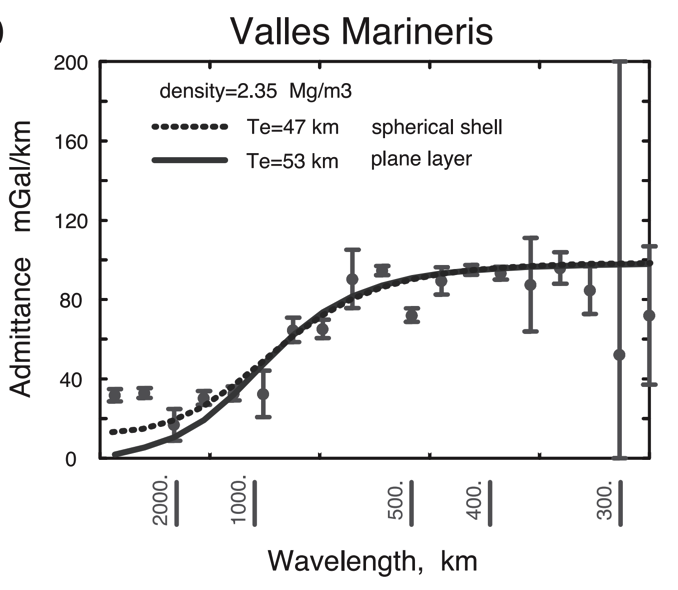 )
Valles Marineris
200
density=2.35 Mg/m3
Te=47 km spherical shell
160
Te=53 km plane layer
120
80
40
0
Admittance mGal/km
2000.
1000.
500.
400.
300.
Wavelength, km